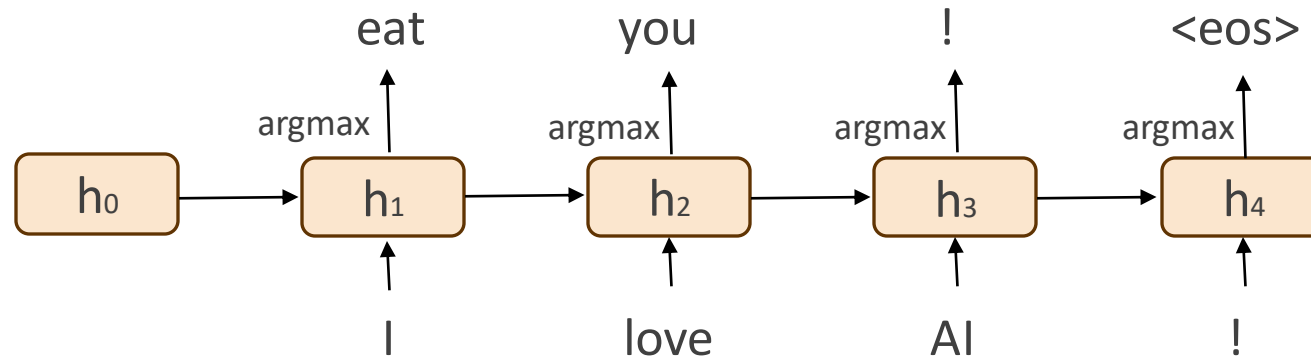 eat you ! <eos>
argmax argmax argmax argmax
h0 h1 h2 h3 h4
I love AI !